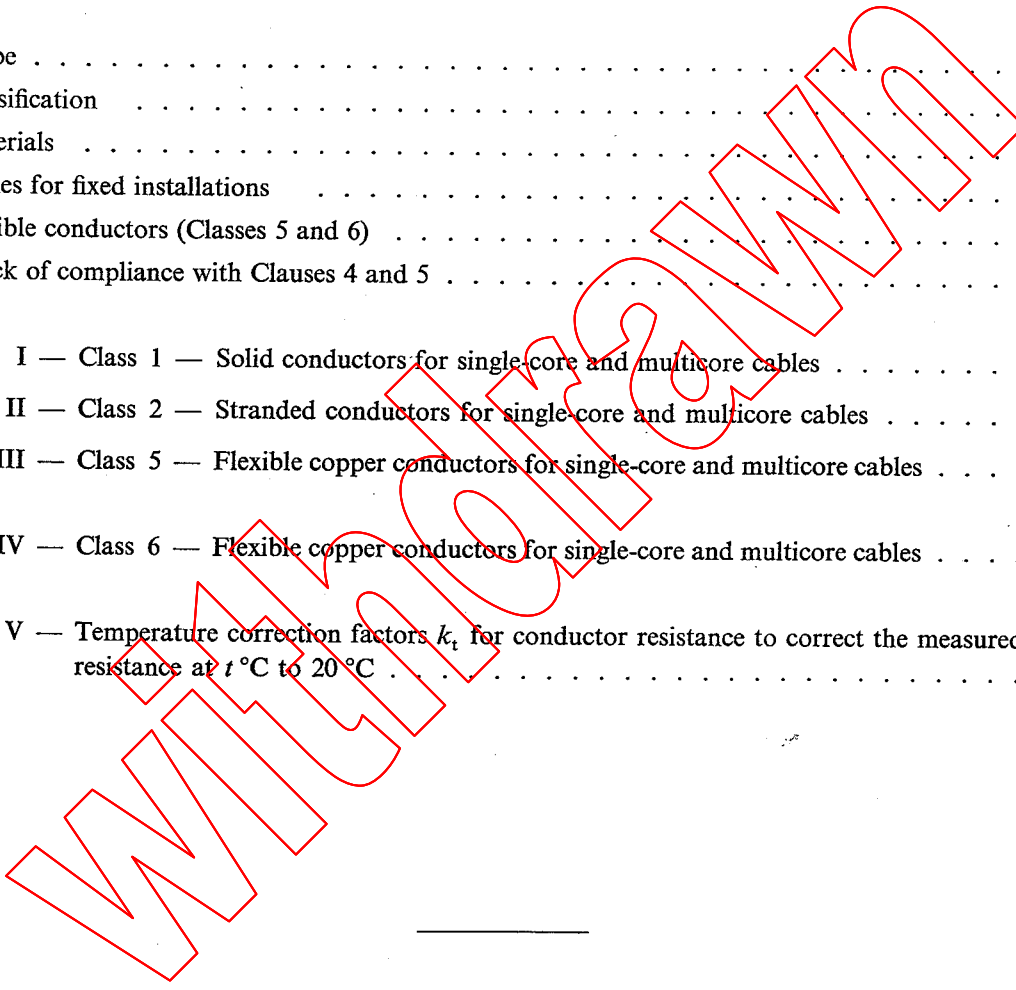 pe . . . . . . . . . . . . . . . . . . . . . . . . . . . . . . . . . . . . . .
sification . . . . . . . . . . . . . . . . . . . . . . . . . . . . . . . . . .
erials . . . . . . . . . . . . . . . . . . . . . . . . . . . . . . . . . . . .
es for fixed installations . . . . . . . . . . . . . . . . . . . . . . . . . . .
ible conductors (Classes 5 and 6) . . . . . . . . . . . . . . . . . . . . . . . .
ck of compliance with Clauses 4 and 5 . . . . . . . . . . . . . . . . . . . . . .
I — Class 1 — Solid conductors for single-core and multicore cables . . . . . . .
II — Class 2 — Stranded conductors for single-core and multicore cables . . . . .
III — Class 5 — Flexible copper conductors for single-core and multicore cables . . .
IV — Class 6 — Flexible copper conductors for single-core and multicore cables . . .
V — Temperature correction factors kt for conductor resistance to correct the measured
resistance at t °C to 20 °C . . . . . . . . . . . . . . . . . . . . . . . .
withdrawn